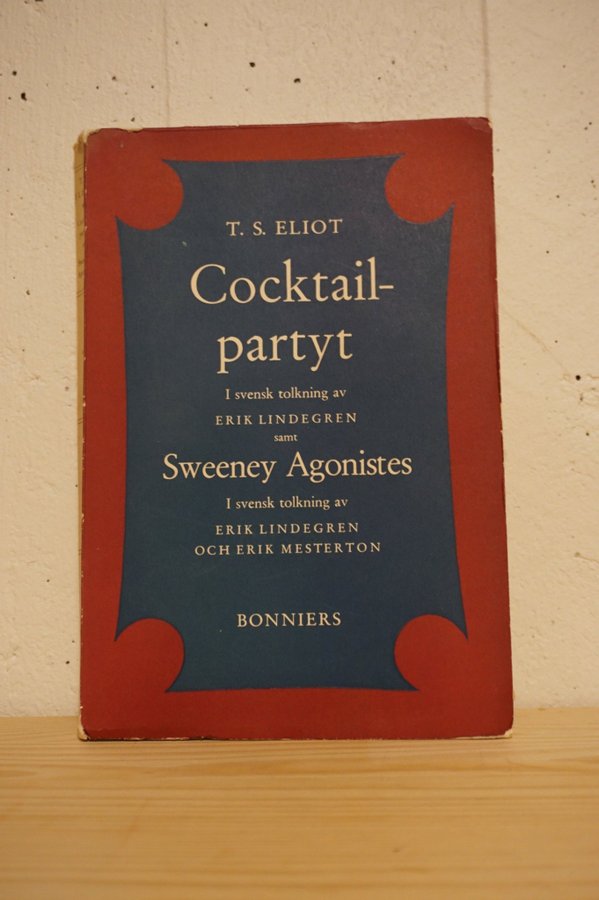 T. S. ELIOT
Cocktail-
partyt
I svensk tolkning av
ERIK LINDEGREN
samt
Sweeney Agonistes
I svensk tolkning av
ERIK LINDEGREN
OCH ERIK MESTERTON
BONNIERS